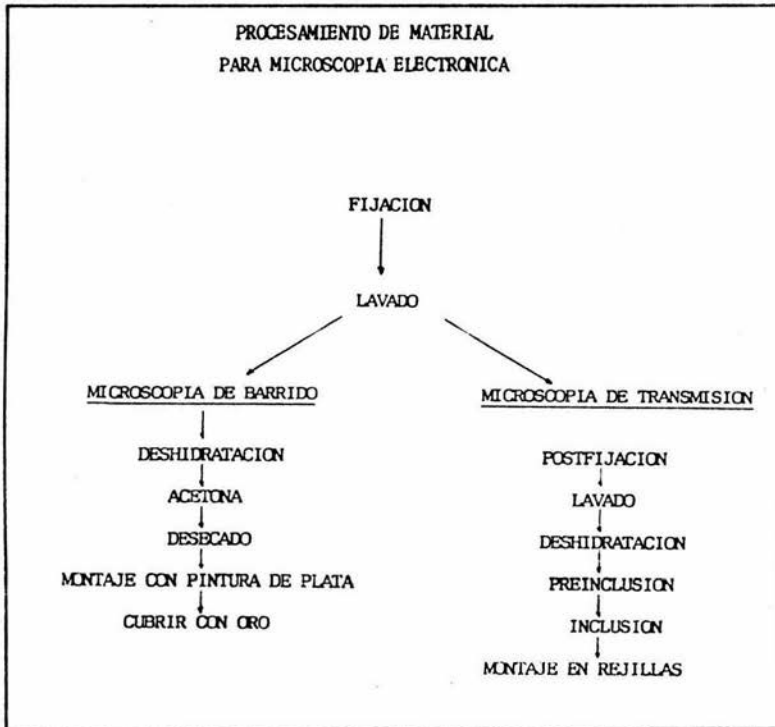 PROCESAMIENTO DE MATERIAL
PARA MICROSCOPIA ELECTRONICA
FIJACION
LAVADO
MICROSCOPIA DE BARRIDO
DESHIDRATACION
ACETONA
DESECADO
MONTAJE CON PINTURA DE PLATA
CUBRIR CON ORO
MICROSCOPIA DE TRANSMISION
POSTFIJACION
LAVADO
DESHIDRATACION
PREINCLUSION
INCLUSION
MONTAJE EN REJILLAS